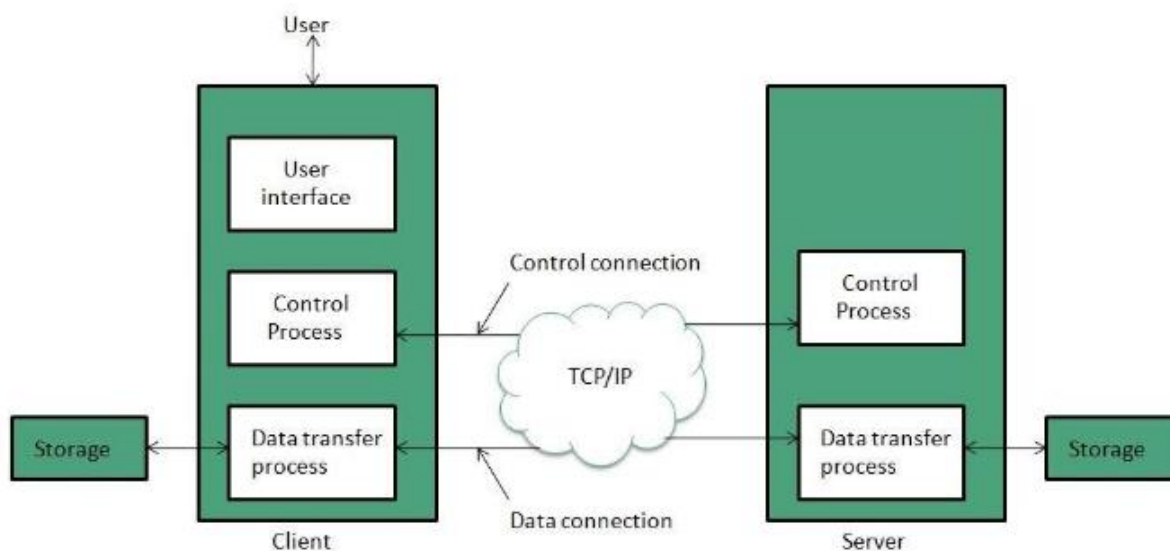 User
User
interface
Control connection
Control
Process
Control
Process
TCP/IP
Storage
Data transfer
process
Data transfer
process
Storage
Data connection
Client
Server